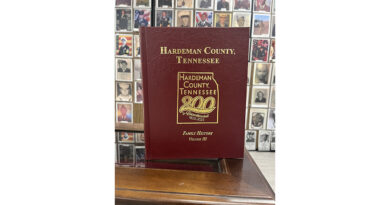 HARDEMAN COUNTY,
TENNESSEE
HARDEMAN
COUNTY,
TENNESSEE
200
FAMILY HISTORY
VOLUME III